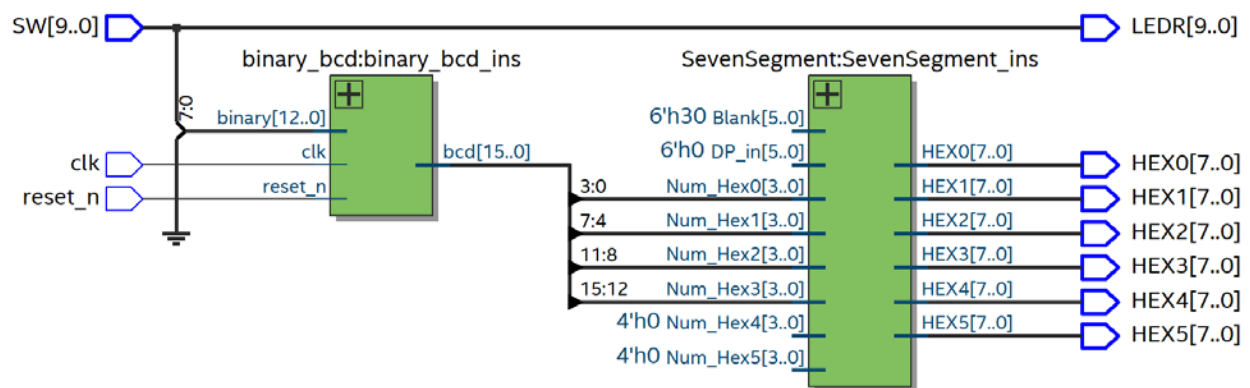 SW[9..0]
LEDR[9..0]
binary_bcd:binary_bcd_ins
SevenSegment:SevenSegment_ins
7:0
binary[12..0]
clk
reset_n
clk
reset_n
bcd[15..0]
3:0
7:4
11:8
15:12
6'h30 Blank[5..0]
6'h0 DP_in[5..0]
Num_Hex0[3..0]
Num_Hex1[3..0]
Num_Hex2[3..0]
Num_Hex3[3..0]
4'h0 Num_Hex4[3..0]
4'h0 Num_Hex5[3..0]
HEX0[7..0]
HEX1[7..0]
HEX2[7..0]
HEX3[7..0]
HEX4[7..0]
HEX5[7..0]
HEX0[7..0]
HEX1[7..0]
HEX2[7..0]
HEX3[7..0]
HEX4[7..0]
HEX5[7..0]